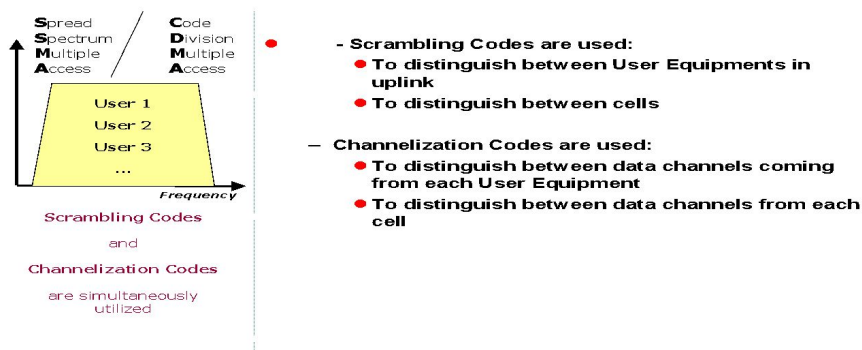 Spread
Spectrum
Multiple
Access
Code
Division
Multiple
Access
User 1
User 2
User 3
...
Frequency
Scrambling Codes
and
Channelization Codes
are simultaneously
utilized
- Scrambling Codes are used:
To distinguish between User Equipments in
uplink
To distinguish between cells
– Channelization Codes are used:
To distinguish between data channels coming
from each User Equipment
To distinguish between data channels from each
cell